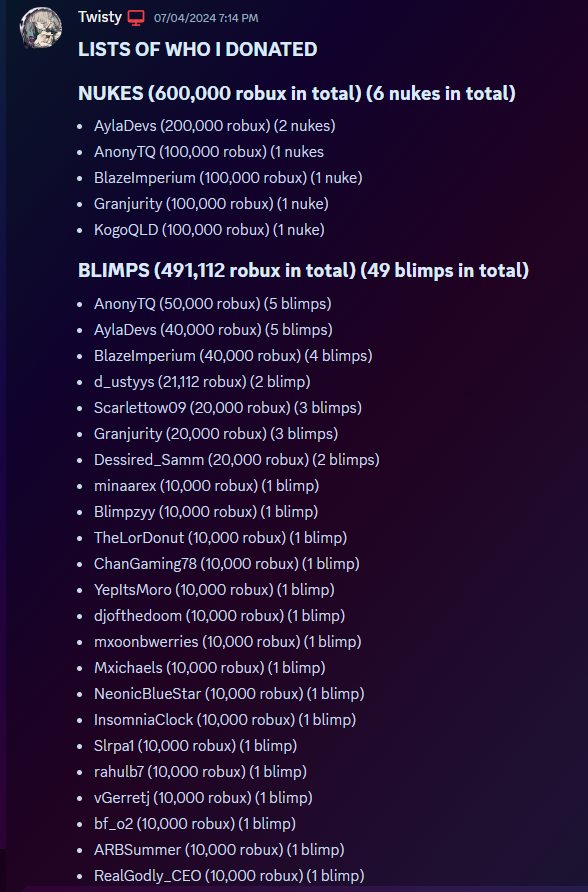 Twisty 07/04/2024 7:14 PM
LISTS OF WHO I DONATED
NUKES (600,000 robux in total) (6 nukes in total)
• AylaDevs (200,000 robux) (2 nukes)
• AnonyTQ (100,000 robux) (1 nukes
• BlazeImperium (100,000 robux) (1 nuke)
• Granjurity (100,000 robux) (1 nuke)
• KogoQLD (100,000 robux) (1 nuke)
BLIMPS (491,112 robux in total) (49 blimps in total)
• AnonyTQ (50,000 robux) (5 blimps)
• AylaDevs (40,000 robux) (5 blimps)
• BlazeImperium (40,000 robux) (4 blimps)
• d_ustyys (21,112 robux) (2 blimp)
• Scarlettow09 (20,000 robux) (3 blimps)
• Granjurity (20,000 robux) (3 blimps)
• Dessired_Samm (20,000 robux) (2 blimps)
• minaarex (10,000 robux) (1 blimp)
• Blimpzyy (10,000 robux) (1 blimp)
• TheLorDonut (10,000 robux) (1 blimp)
• ChanGaming78 (10,000 robux) (1 blimp)
• YepItsMoro (10,000 robux) (1 blimp)
• djofthedoom (10,000 robux) (1 blimp)
• mxoonbwerries (10,000 robux) (1 blimp)
• Mxichaels (10,000 robux) (1 blimp)
• NeonicBlueStar (10,000 robux) (1 blimp)
• InsomniaClock (10,000 robux) (1 blimp)
• Slrpa1 (10,000 robux) (1 blimp)
• rahulb7 (10,000 robux) (1 blimp)
• vGerretj (10,000 robux) (1 blimp)
• bf_o2 (10,000 robux) (1 blimp)
• ARBSummer (10,000 robux) (1 blimp)
• RealGodly_CEO (10,000 robux) (1 blimp)